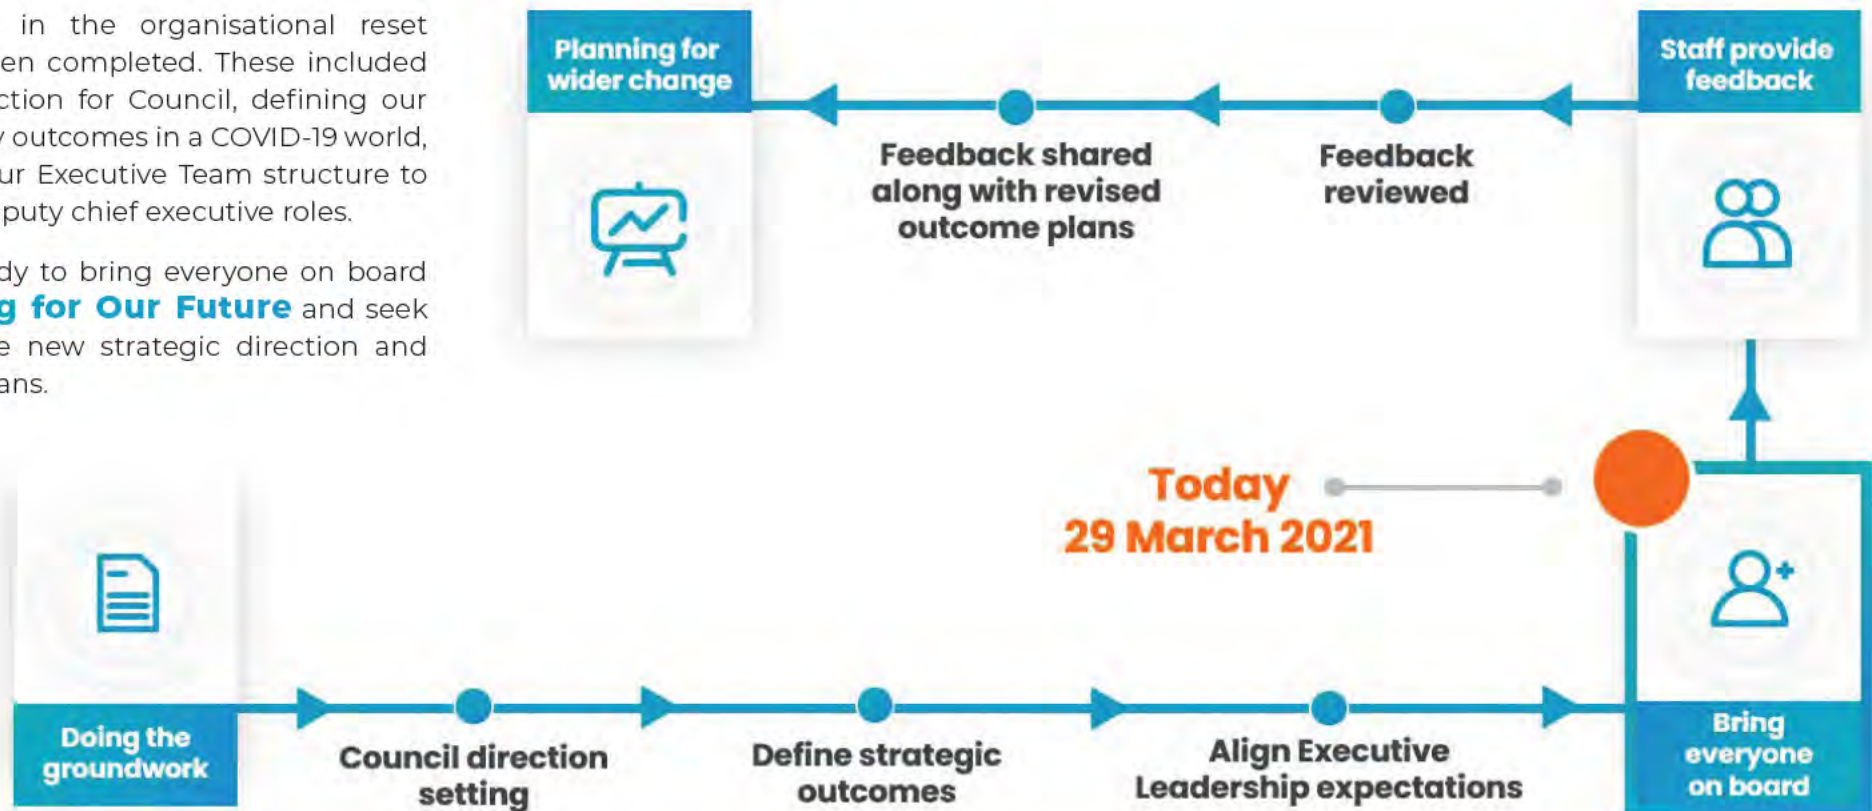 in the organisational reset
en completed. These included
ction for Council, defining our
y outcomes in a COVID-19 world,
ur Executive Team structure to
puty chief executive roles.
dy to bring everyone on board
g for Our Future and seek
e new strategic direction and
ans.
Planning for
wider change
Feedback shared
along with revised
outcome plans
Feedback
reviewed
Staff provide
feedback
Today
29 March 2021
Doing the
groundwork
Council direction
setting
Define strategic
outcomes
Align Executive
Leadership expectations
Bring
everyone
on board